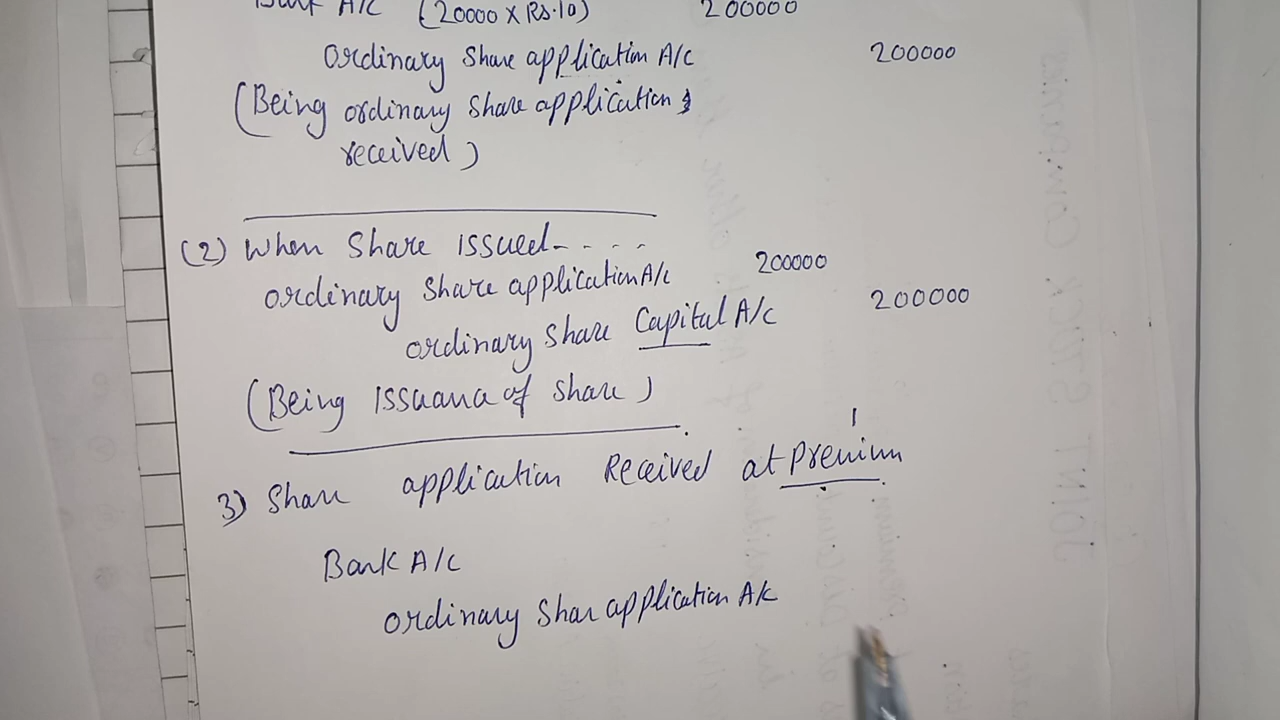 Bank A/c (20000 X Rs.10) 200000
Ordinary Share application A/c 200000
(Being ordinary share applications
received)
(2) When Share issued- - - -
ordinary Share application A/c 200000
ordinary share Capital A/c 200000
(Being issuance of share)
3) Share application Received at Premium
Bank A/c
ordinary Share application A/c